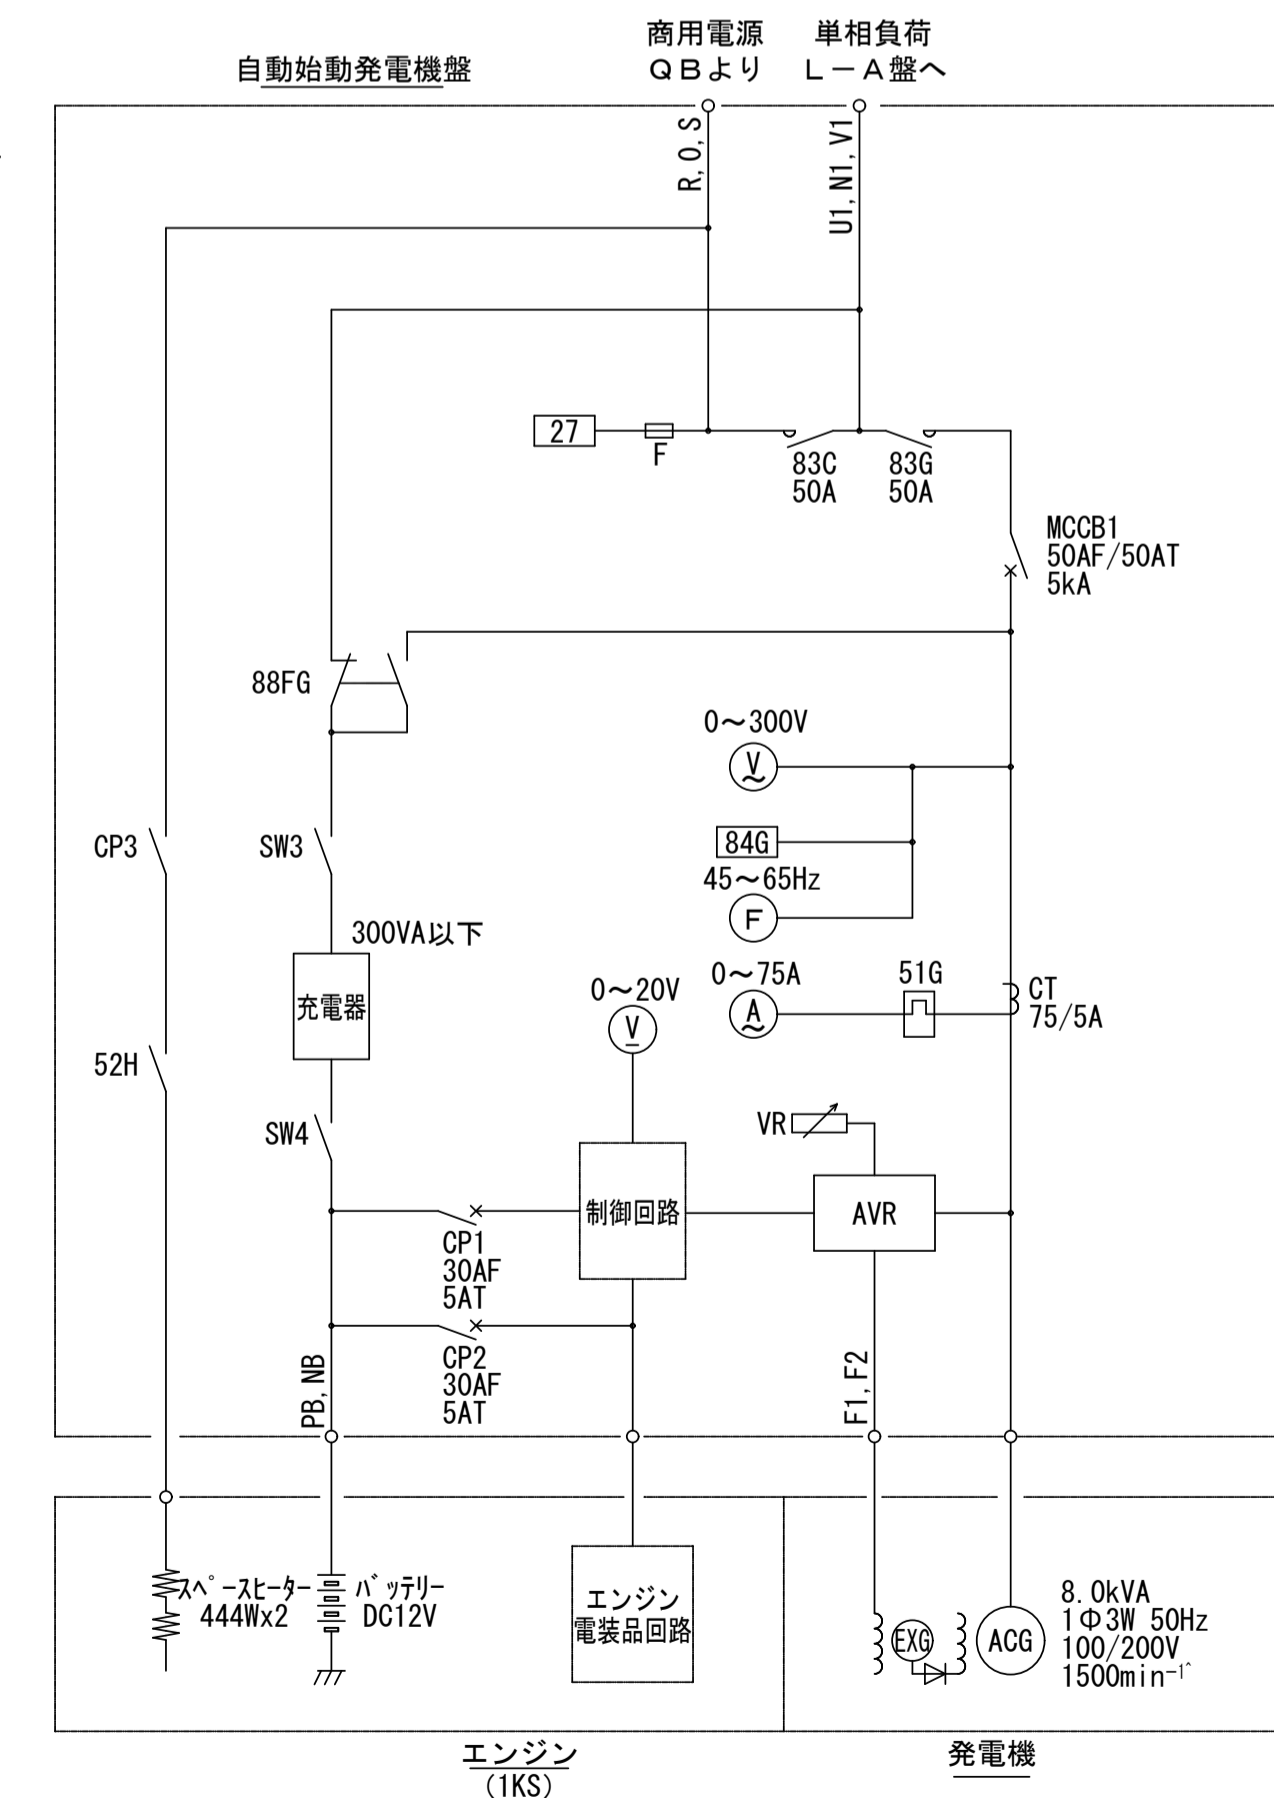 商用電源
QBより
単相負荷
L－A盤へ
自動始動発電機盤
R,O,S
U1,N1,V1
27
F
83C
50A
83G
50A
MCCB1
50AF/50AT
5kA
88FG
0～300V
V
84G
45～65Hz
F
CP3
SW3
300VA以下
充電器
0～20V
V
0～75A
A
51G
CT
75/5A
52H
SW4
VR
制御回路
AVR
CP1
30AF
5AT
CP2
30AF
5AT
PB,NB
F1,F2
スペースヒーター
444Wx2
バッテリー
DC12V
エンジン
電装品回路
EXG
ACG
8.0kVA
1Φ3W 50Hz
100/200V
1500min⁻¹
エンジン
(1KS)
発電機